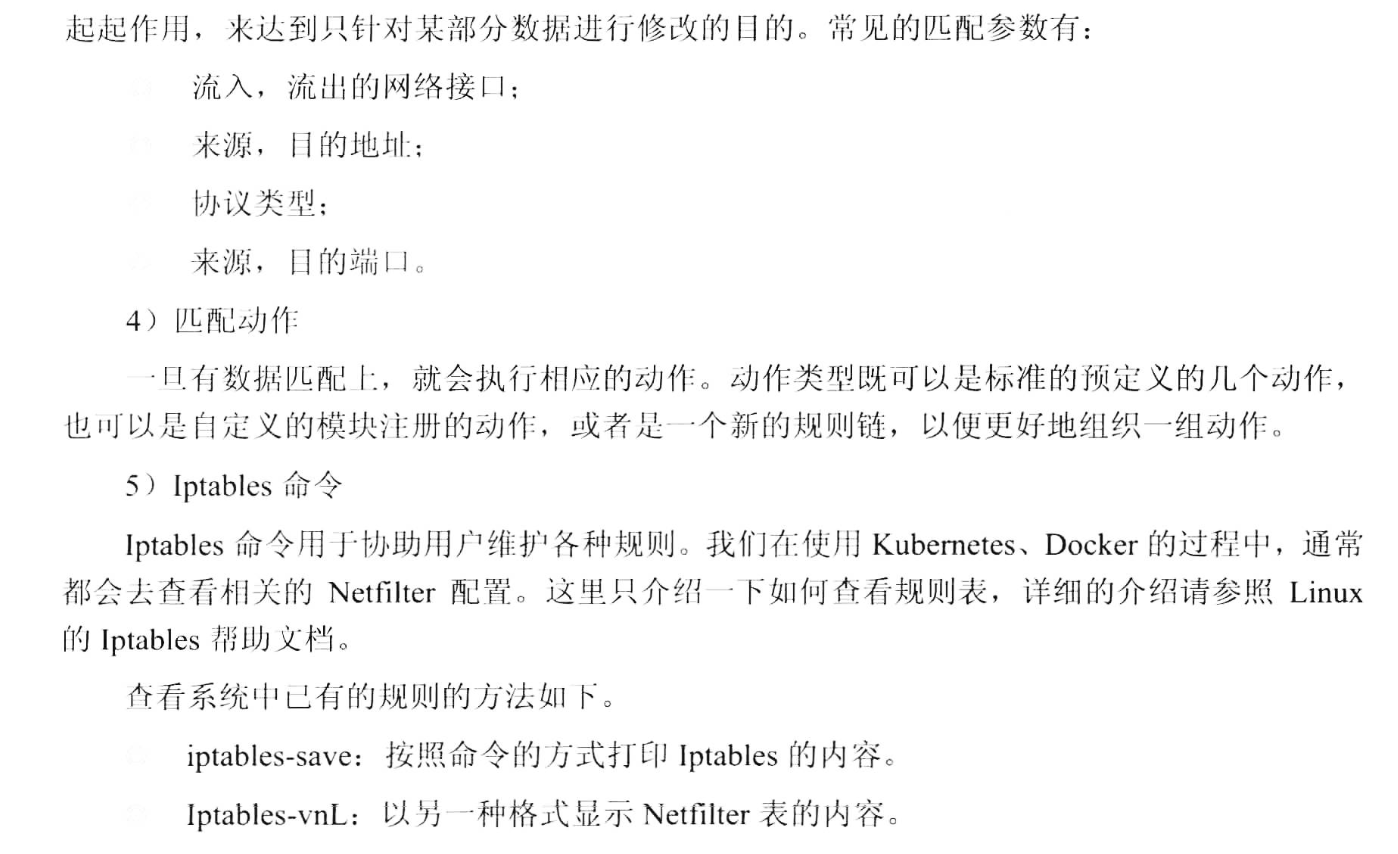 起起作用，来达到只针对某部分数据进行修改的目的。常见的匹配参数有：
流入，流出的网络接口；
来源，目的地址；
协议类型；
来源，目的端口。
4）匹配动作
一旦有数据匹配上，就会执行相应的动作。动作类型既可以是标准的预定义的几个动作，
也可以是自定义的模块注册的动作，或者是一个新的规则链，以便更好地组织一组动作。
5）Iptables 命令
Iptables 命令用于协助用户维护各种规则。我们在使用 Kubernetes、Docker 的过程中，通常
都会去查看相关的 Netfilter 配置。这里只介绍一下如何查看规则表，详细的介绍请参照 Linux
的 Iptables 帮助文档。
查看系统中已有的规则的方法如下。
iptables-save：按照命令的方式打印 Iptables 的内容。
Iptables-vnL：以另一种格式显示 Netfilter 表的内容。